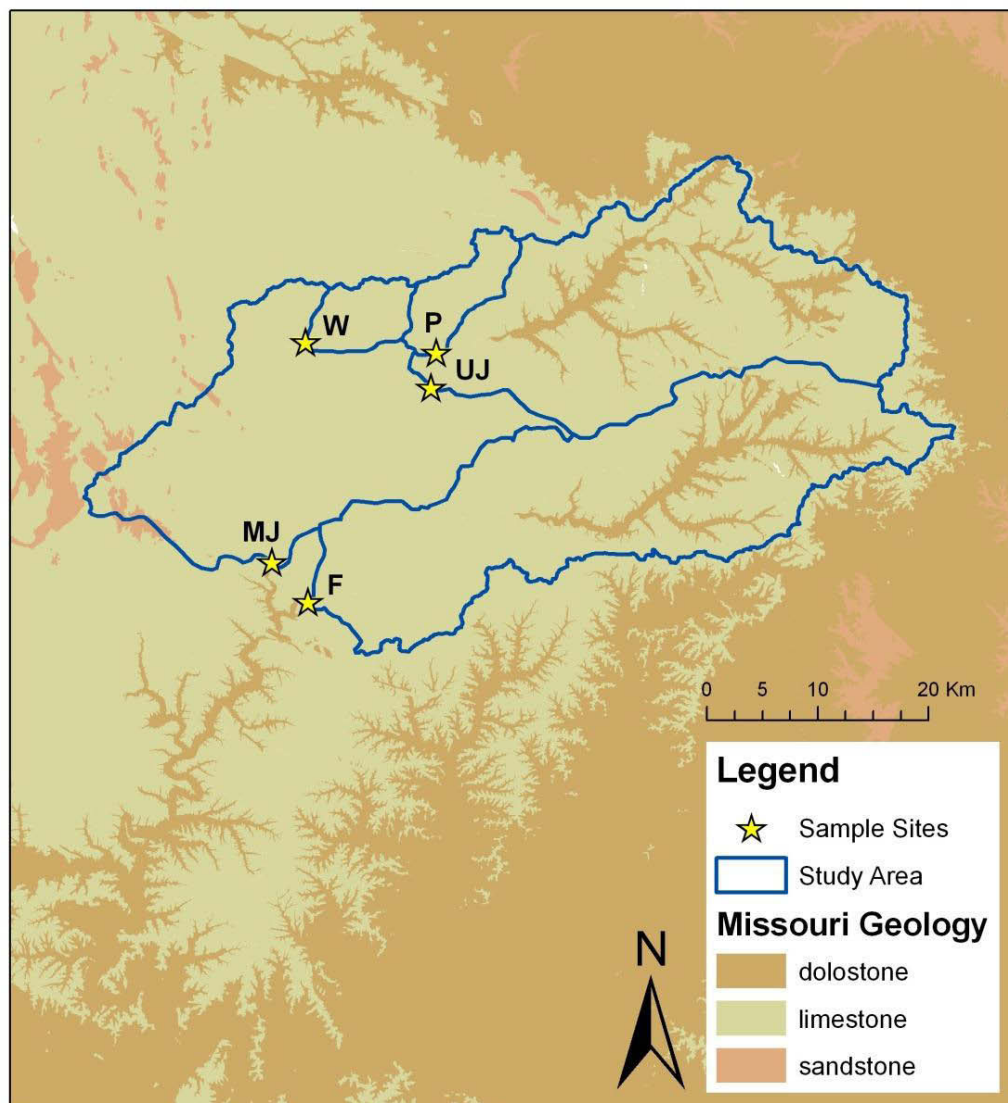 W
P
UJ
MJ
F
0 5 10 20 Km
Legend
Sample Sites
Study Area
Missouri Geology
dolostone
limestone
sandstone
N